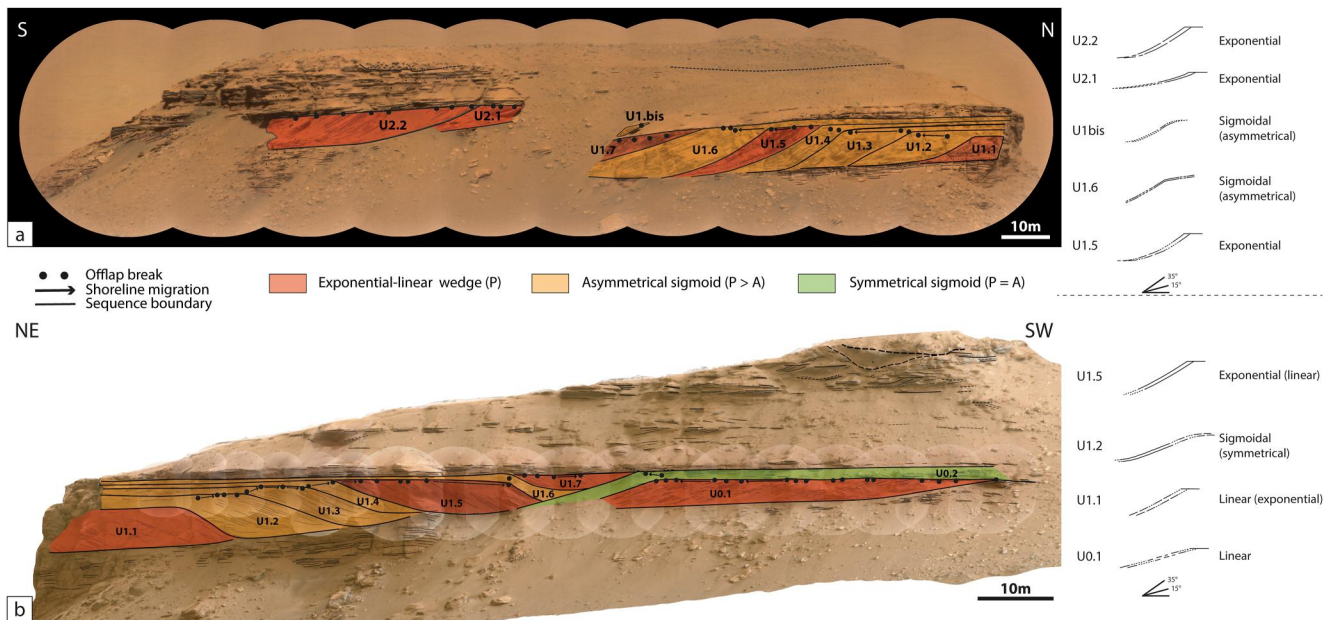 S
N
U2.2
U2.1
U1.bis
U1.7
U1.6
U1.5
U1.4
U1.3
U1.2
U1.1
10m
a
U2.2 Exponential
U2.1 Exponential
U1bis Sigmoidal
(asymmetrical)
U1.6 Sigmoidal
(asymmetrical)
U1.5 Exponential
35°
15°
Offlap break
Shoreline migration
Sequence boundary
Exponential-linear wedge (P)
Asymmetrical sigmoid (P > A)
Symmetrical sigmoid (P = A)
NE
SW
U1.1
U1.2
U1.3
U1.4
U1.5
U1.6
U1.7
U0.1
U0.2
10m
b
U1.5 Exponential (linear)
U1.2 Sigmoidal
(symmetrical)
U1.1 Linear (exponential)
U0.1 Linear
35°
15°